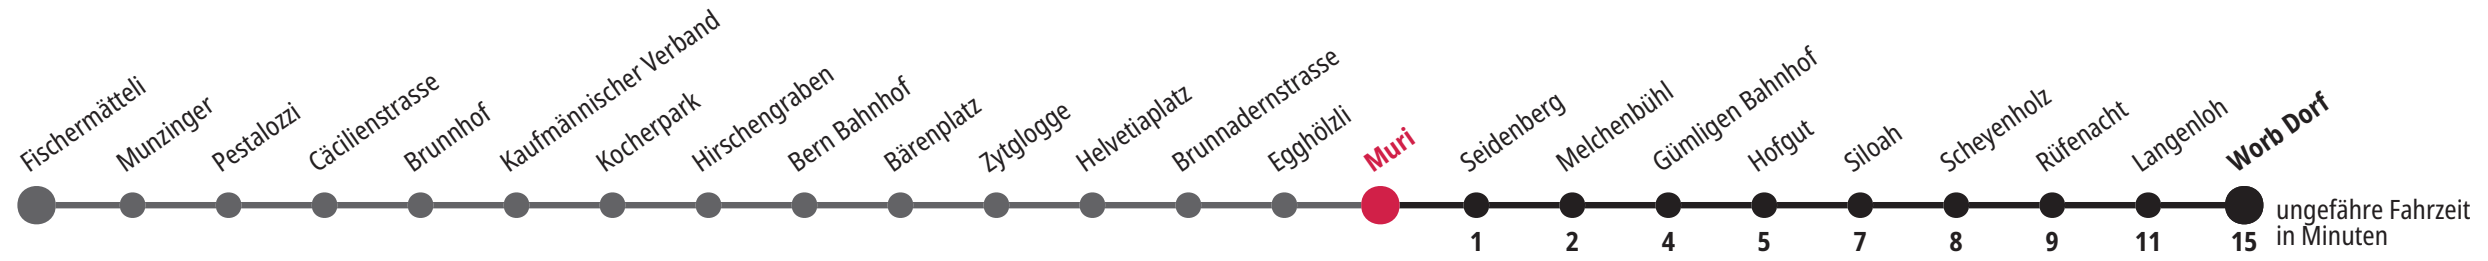 Fischermätteli
Munzinger
Pestalozzi
Cäcilienstrasse
Brunnhof
Kaufmännischer Verband
Kocherpark
Hirschengraben
Bern Bahnhof
Bärenplatz
Zytglogge
Helvetiaplatz
Brunnadernstrasse
Egghölzli
Muri
Seidenberg
Melchenbühl
Gümligen Bahnhof
Hofgut
Siloah
Scheyenholz
Rüfenacht
Langenloh
Worb Dorf
1 2 4 5 7 8 9 11 15
ungefähre Fahrzeit
in Minuten